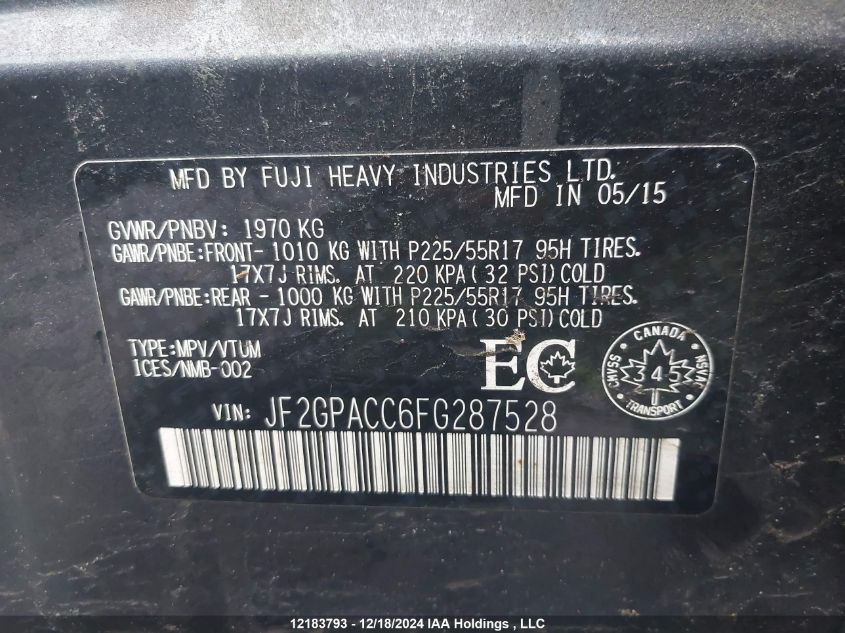 MFD BY FUJI HEAVY INDUSTRIES LTD.
MFD IN 05/15
GVWR/PNBV: 1970 KG
GAWR/PNBE:FRONT- 1010 KG WITH P225/55R17 95H TIRES.
17X7J RIMS. AT 220 KPA(32 PSI)COLD
GAWR/PNBE:REAR - 1000 KG WITH P225/55R17 95H TIRES.
17X7J RIMS. AT 210 KPA(30 PSI)COLD
TYPE:MPV/VTUM
ICES/NMB-002
EC
CANADA
CMVSS
NSVAC
345
TRANSPORT
VIN: JF2GPACC6FG287528
12183793 - 12/18/2024 IAA Holdings , LLC